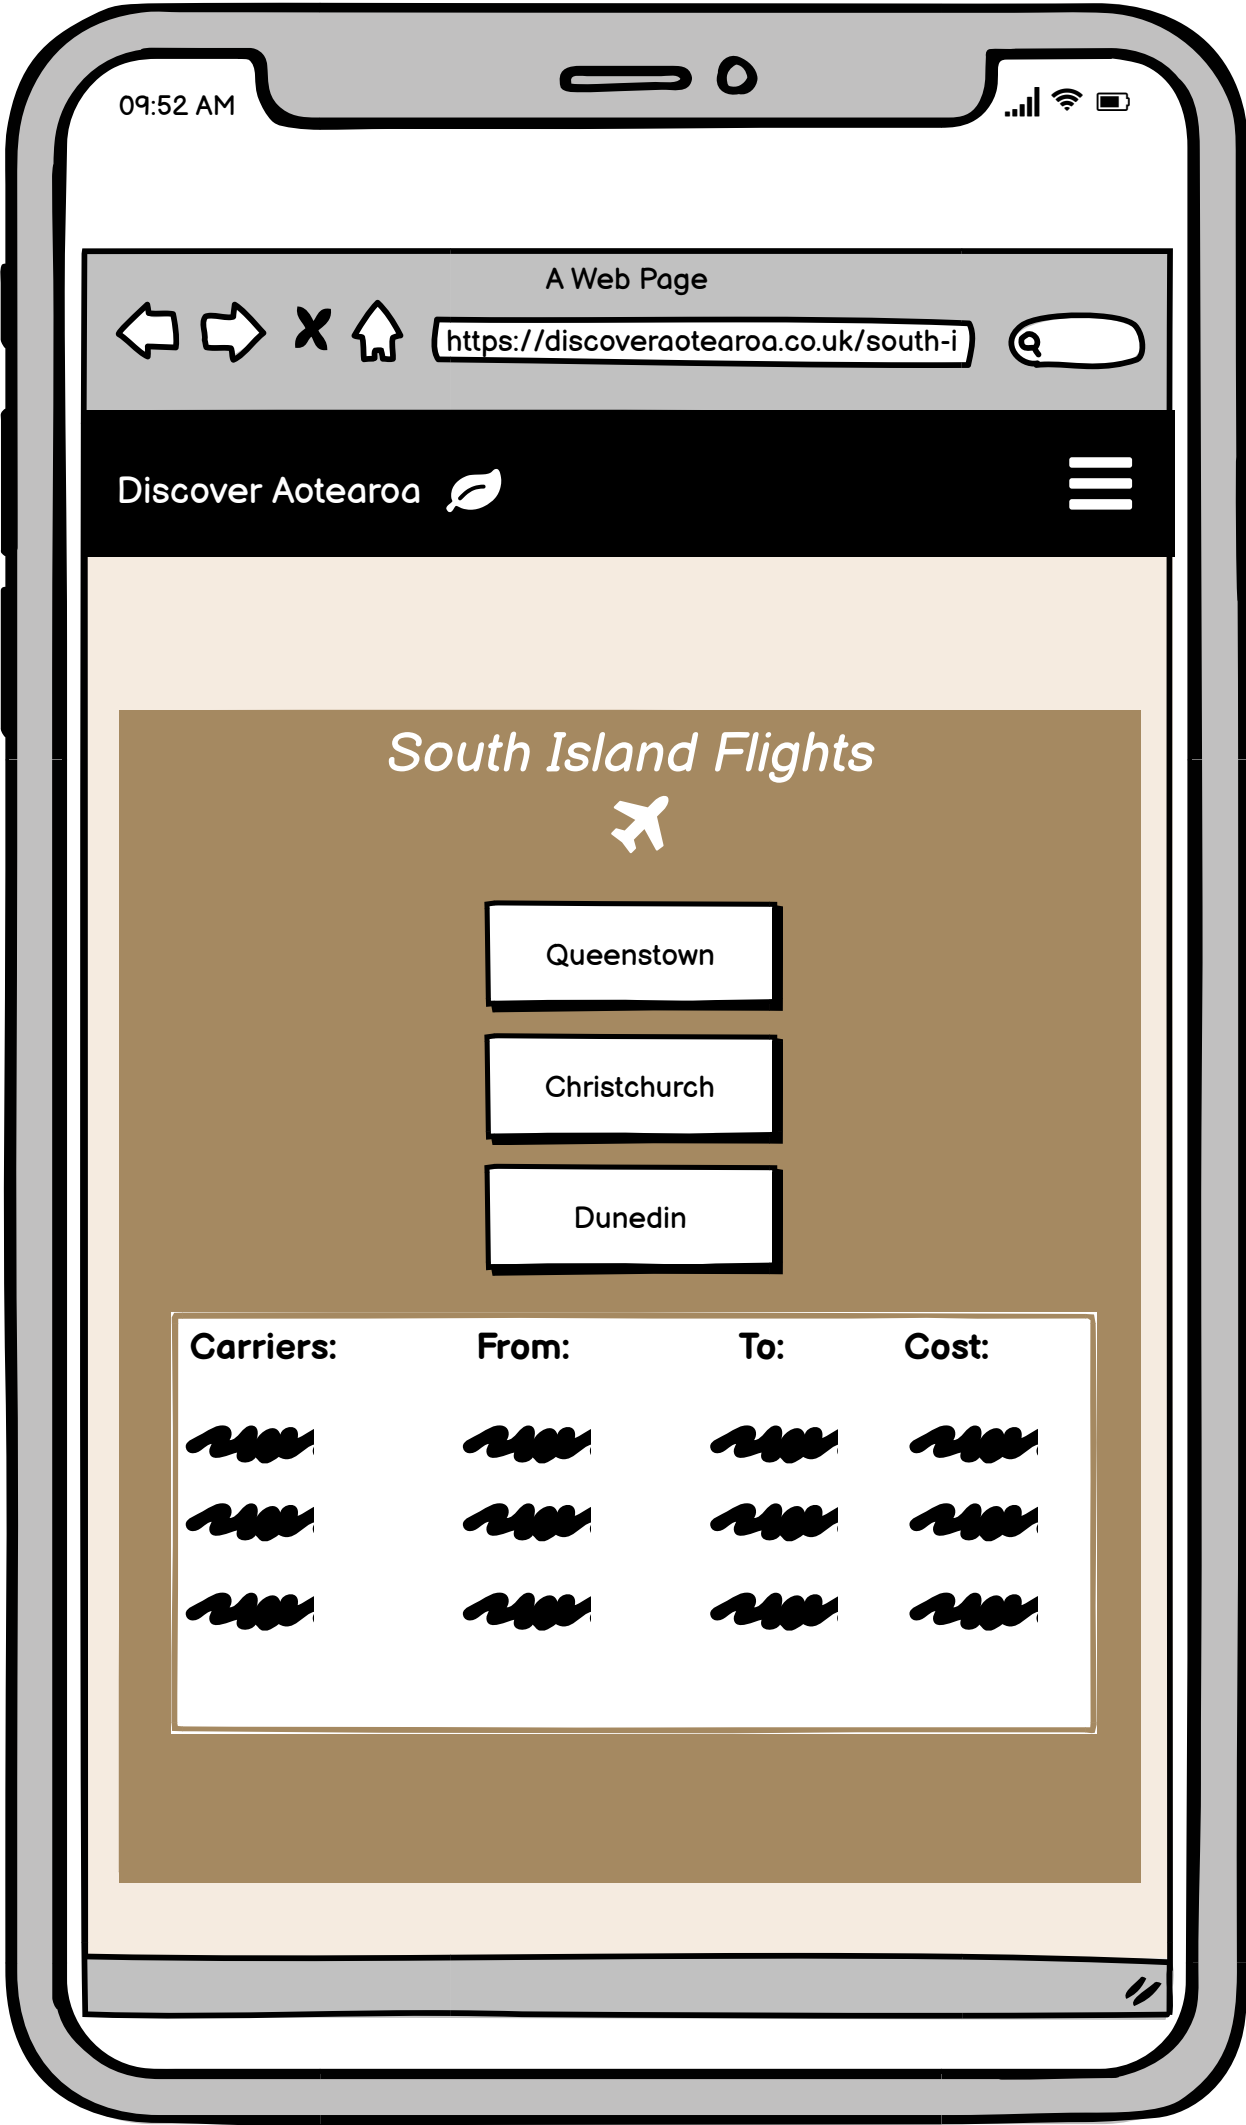 09:52 AM
A Web Page
https://discoveraotearoa.co.uk/south-i
Discover Aotearoa
South Island Flights
Queenstown
Christchurch
Dunedin
Carriers: From: To: Cost: